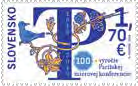 SLOVENSKO
1,70 €
P
100. výročie
Parížskej
mierovej konferencie